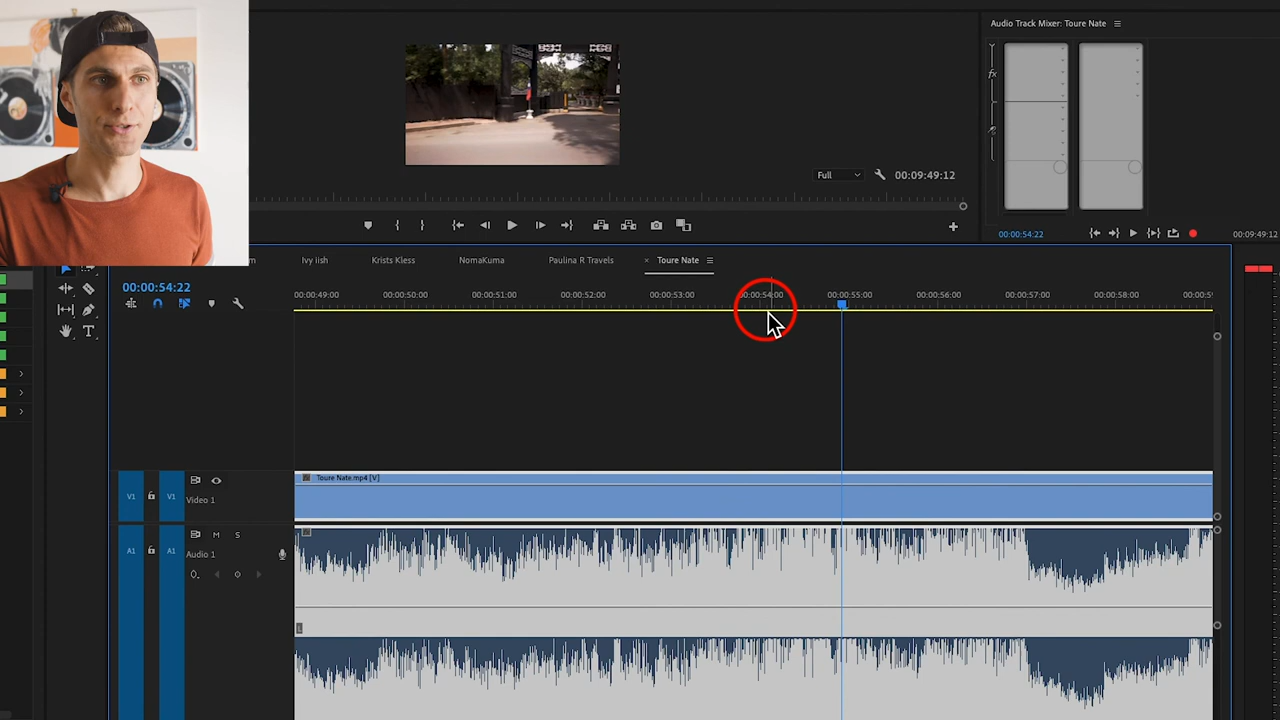 Audio Track Mixer: Toure Nate
fx
Full
00:09:49:12
00:00:54:22
00:09:49:12
Ivy iish
Krists Kless
NomaKuma
Paulina R Travels
× Toure Nate
00:00:54:22
00:00:49:00
00:00:50:00
00:00:51:00
00:00:52:00
00:00:53:00
00:00:54:00
00:00:55:00
00:00:56:00
00:00:57:00
00:00:58:00
T
V1
V1
Video 1
Toure Nate.mp4 [V]
A1
A1
M
S
Audio 1
L